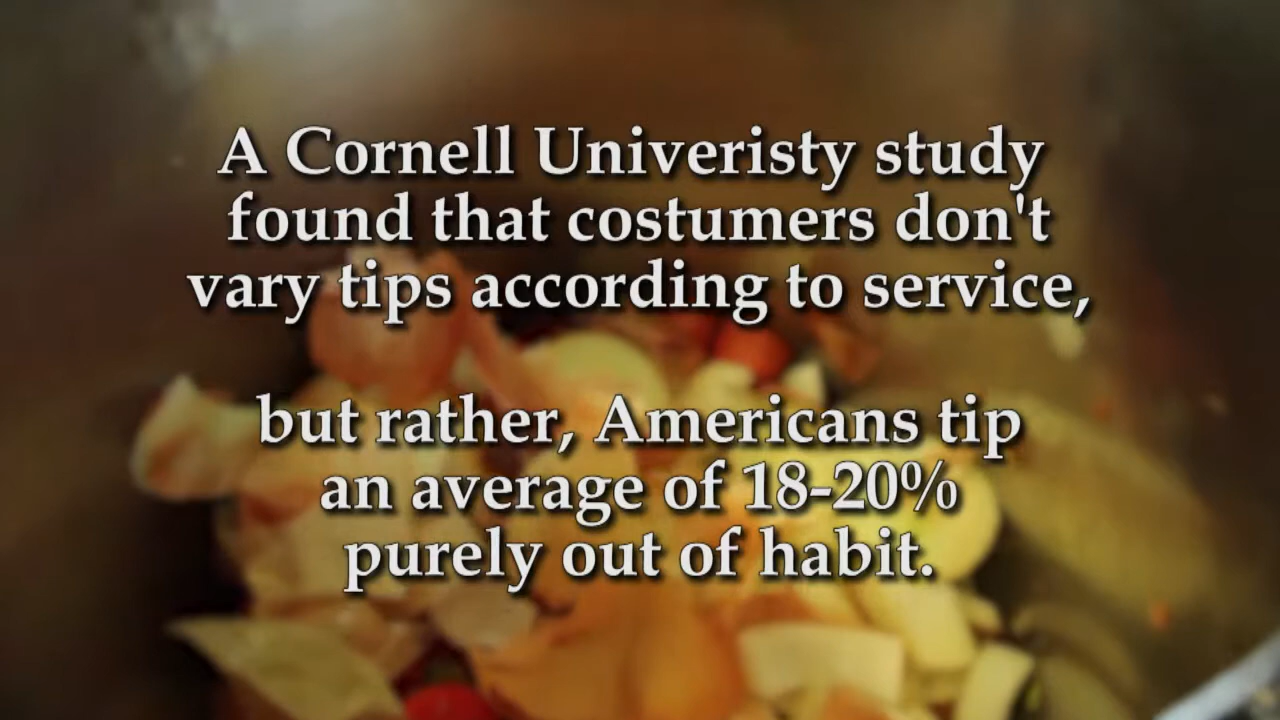 A Cornell Univeristy study
found that costumers don't
vary tips according to service,
but rather, Americans tip
an average of 18-20%
purely out of habit.